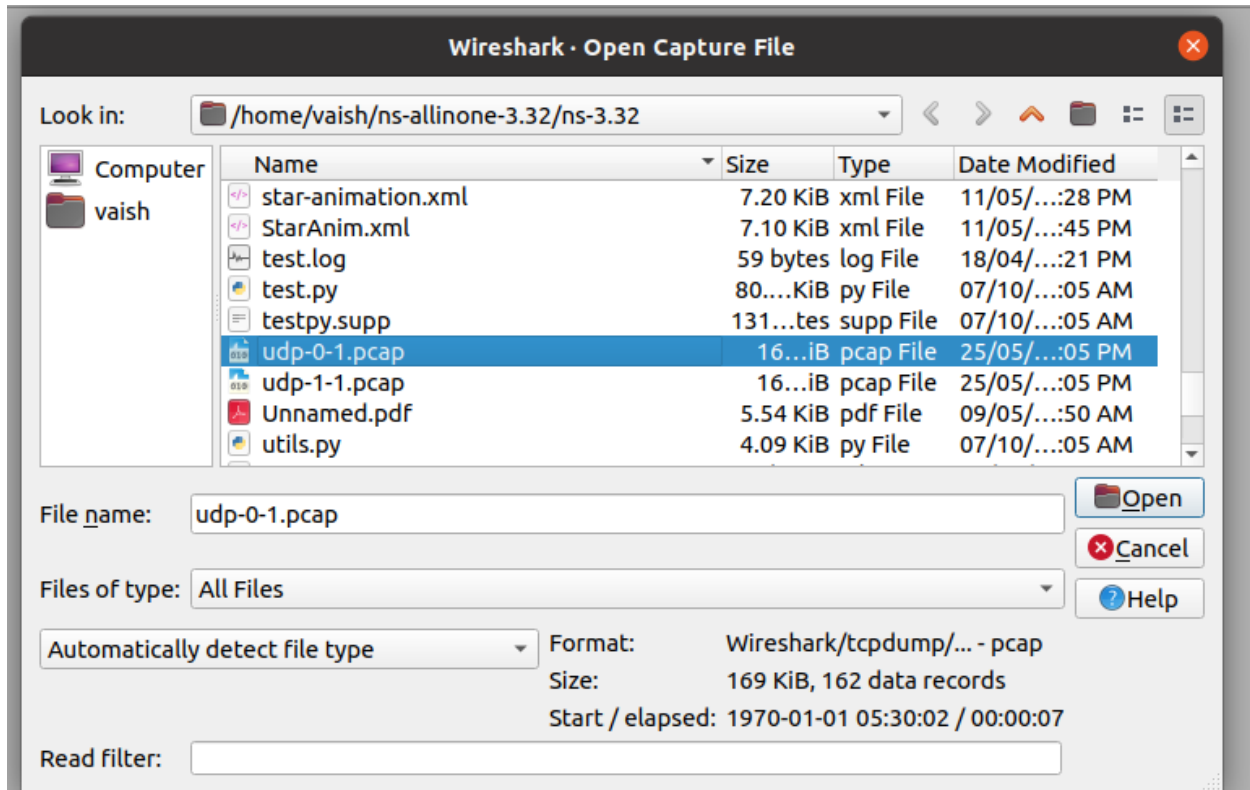 Wireshark · Open Capture File
Look in: /home/vaish/ns-allinone-3.32/ns-3.32
Computer
vaish
Name Size Type Date Modified
star-animation.xml 7.20 KiB xml File 11/05/...:28 PM
StarAnim.xml 7.10 KiB xml File 11/05/...:45 PM
test.log 59 bytes log File 18/04/...:21 PM
test.py 80....KiB py File 07/10/...:05 AM
testpy.supp 131...tes supp File 07/10/...:05 AM
udp-0-1.pcap 16...iB pcap File 25/05/...:05 PM
udp-1-1.pcap 16...iB pcap File 25/05/...:05 PM
Unnamed.pdf 5.54 KiB pdf File 09/05/...:50 AM
utils.py 4.09 KiB py File 07/10/...:05 AM
File name: udp-0-1.pcap
Open
Cancel
Files of type: All Files
Help
Automatically detect file type
Format: Wireshark/tcpdump/... - pcap
Size: 169 KiB, 162 data records
Start / elapsed: 1970-01-01 05:30:02 / 00:00:07
Read filter: